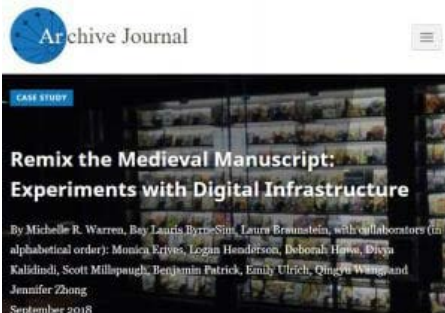 Archive Journal
CASE STUDY
Remix the Medieval Manuscript:
Experiments with Digital Infrastructure
By Michelle R. Warren, Bay Lauris ByrneSim, Laura Braunstein, with collaborators (in
alphabetical order): Monica Erives, Logan Henderson, Deborah Howe, Divya
Kalidindi, Scott Millspaugh, Benjamin Patrick, Emily Ulrich, Qingyu Wang, and
Jennifer Zhong
September 2018